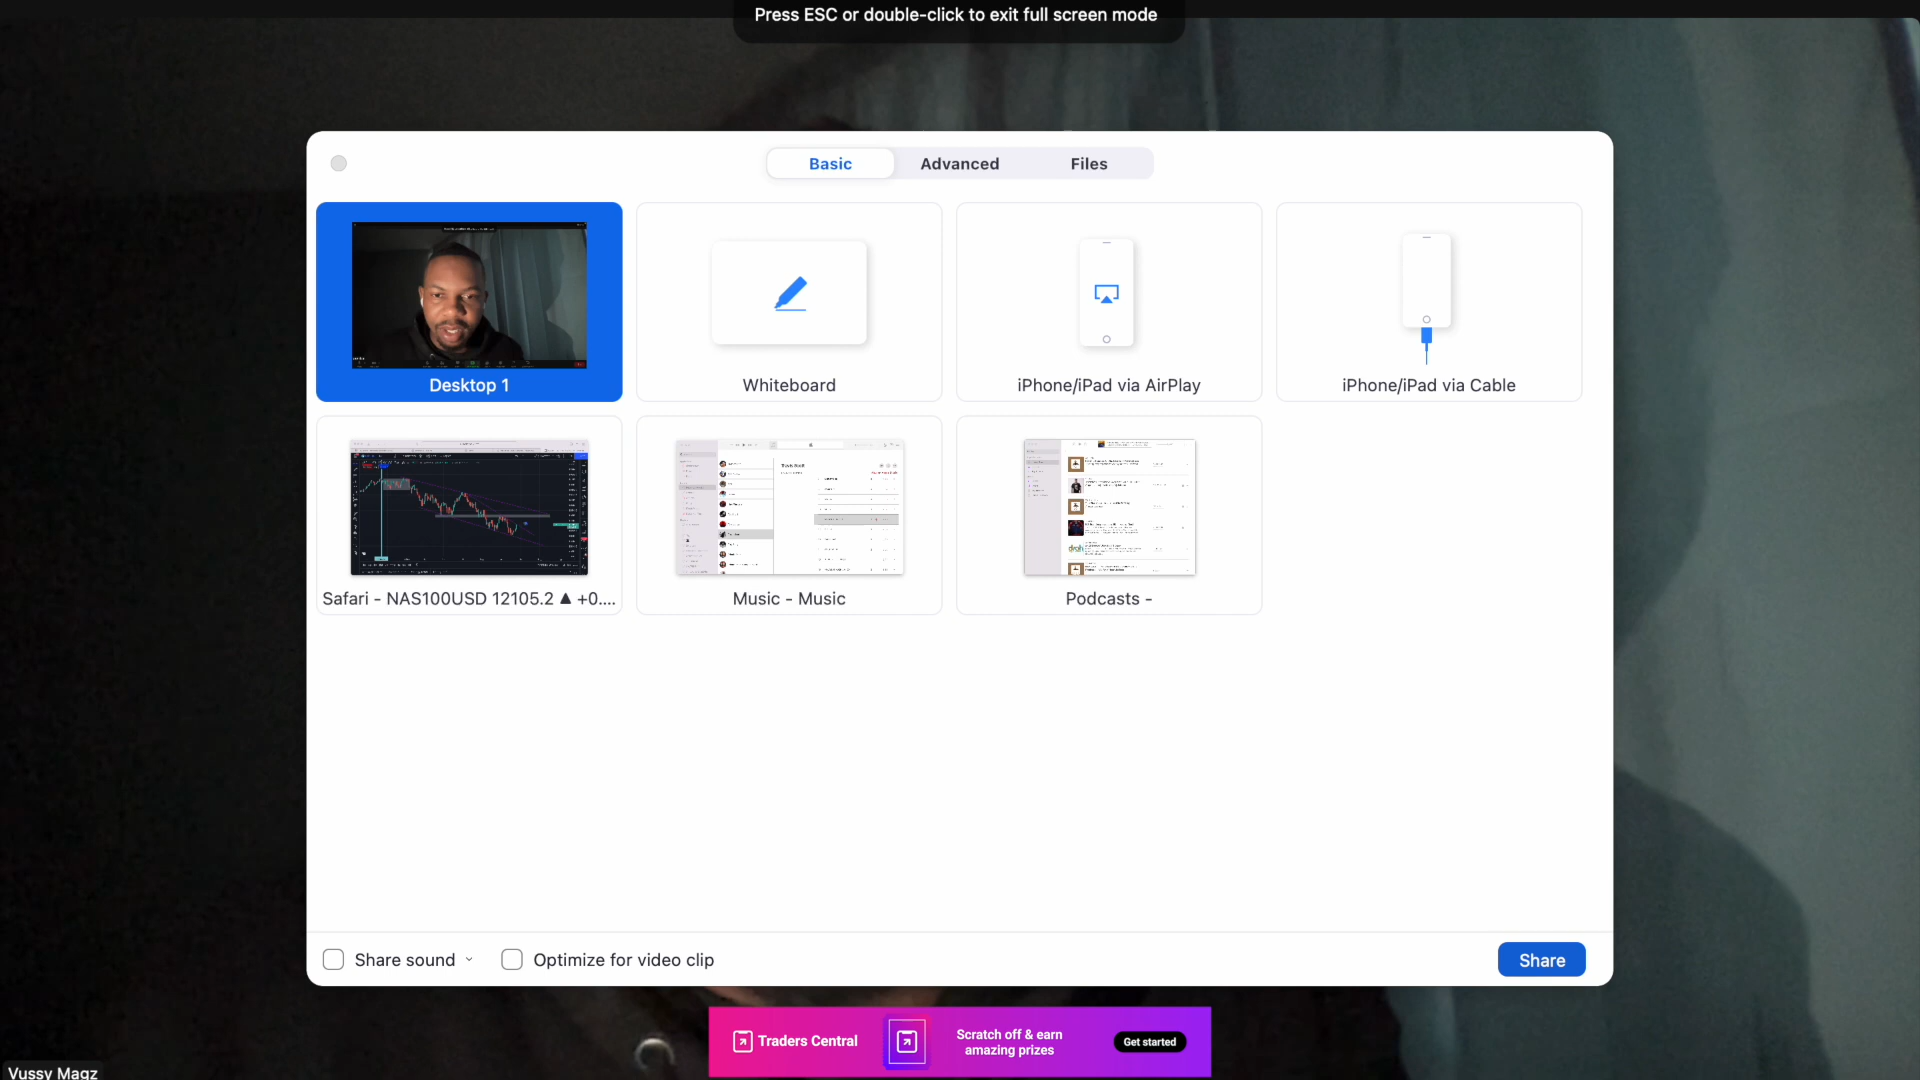 Press ESC or double-click to exit full screen mode
Basic
Advanced
Files
Desktop 1
Whiteboard
iPhone/iPad via AirPlay
iPhone/iPad via Cable
Safari - NAS100USD 12105.2 ▲ +0....
Music - Music
Podcasts -
Share sound
Optimize for video clip
Share
Traders Central
Scratch off & earn
amazing prizes
Get started
Vussy Magz